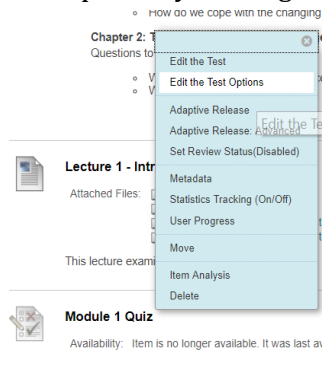 How do we cope with the changing
Chapter 2: T
Questions to
Edit the Test
Edit the Test Options
Adaptive Release
Adaptive Release: Advanced
Edit the Te
Set Review Status(Disabled)
Lecture 1 - Intr
Metadata
Attached Files:
Statistics Tracking (On/Off)
User Progress
Move
This lecture exami
Item Analysis
Delete
Module 1 Quiz
Availability: Item is no longer available. It was last av